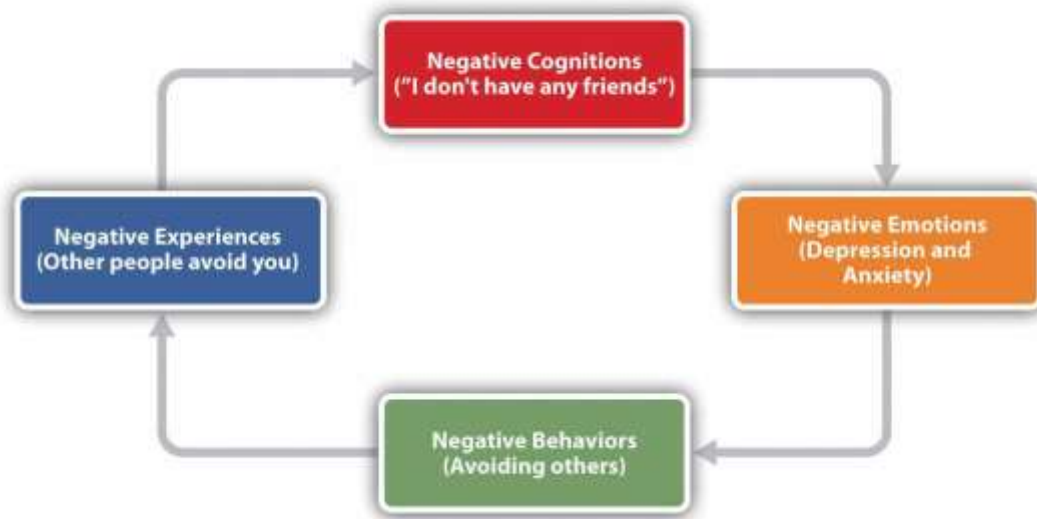 Negative Cognitions
("I don't have any friends")
Negative Emotions
(Depression and
Anxiety)
Negative Behaviors
(Avoiding others)
Negative Experiences
(Other people avoid you)